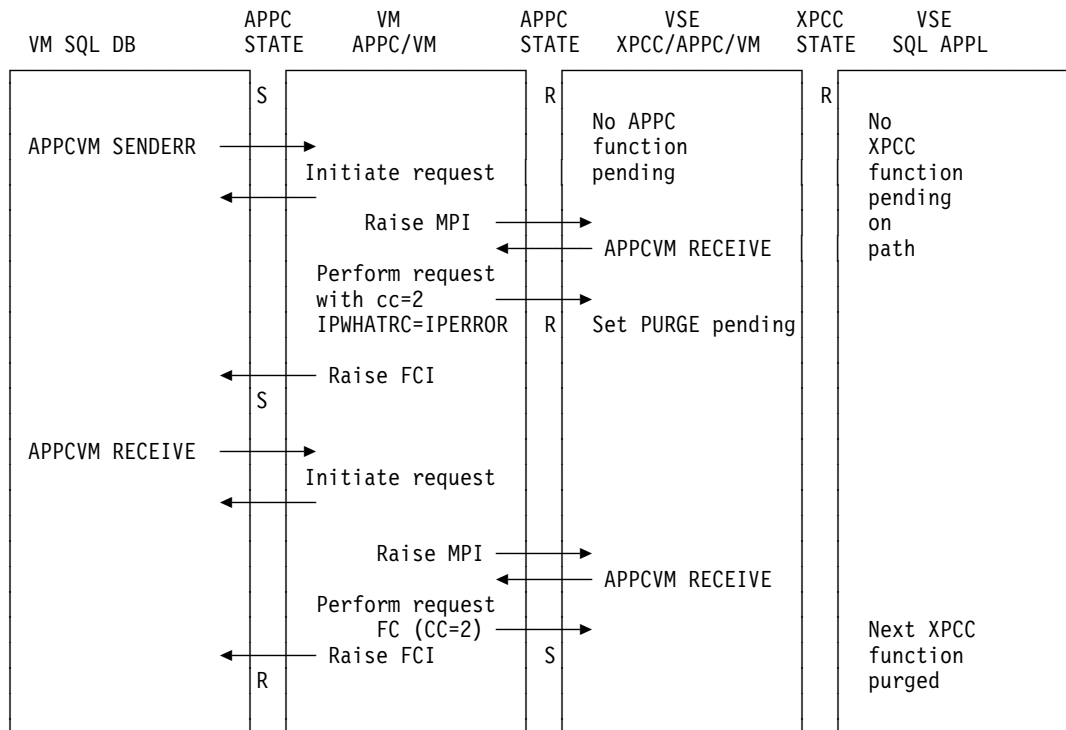 APPC VM APPC VSE XPCC VSE
VM SQL DB STATE APPC/VM STATE XPCC/APPC/VM STATE SQL APPL
S R R
No APPC No
APPCVM SENDERR function XPCC
Initiate request pending function
pending
Raise MPI on
APPCVM RECEIVE path
Perform request
with cc=2
IPWHATRC=IPERROR R Set PURGE pending
Raise FCI
S
APPCVM RECEIVE
Initiate request
Raise MPI
APPCVM RECEIVE
Perform request
FC (CC=2) Next XPCC
Raise FCI S function
R purged